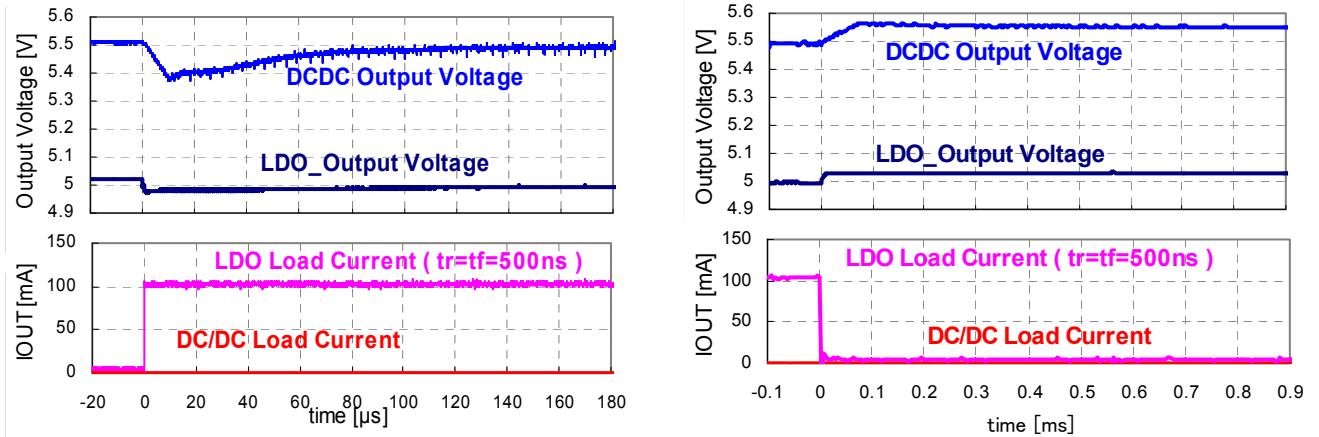 Output Voltage [V]
5.6
5.5
5.4
5.3
5.2
5.1
5
4.9
DCDC Output Voltage
LDO_Output Voltage
IOUT [mA]
150
100
50
0
LDO Load Current ( tr=tf=500ns )
DC/DC Load Current
-20 0 20 40 60 80 100 120 140 160 180
time [µs]
Output Voltage [V]
5.6
5.5
5.4
5.3
5.2
5.1
5
4.9
DCDC Output Voltage
LDO_Output Voltage
IOUT [mA]
150
100
50
0
LDO Load Current ( tr=tf=500ns )
DC/DC Load Current
-0.1 0 0.1 0.2 0.3 0.4 0.5 0.6 0.7 0.8 0.9
time [ms]